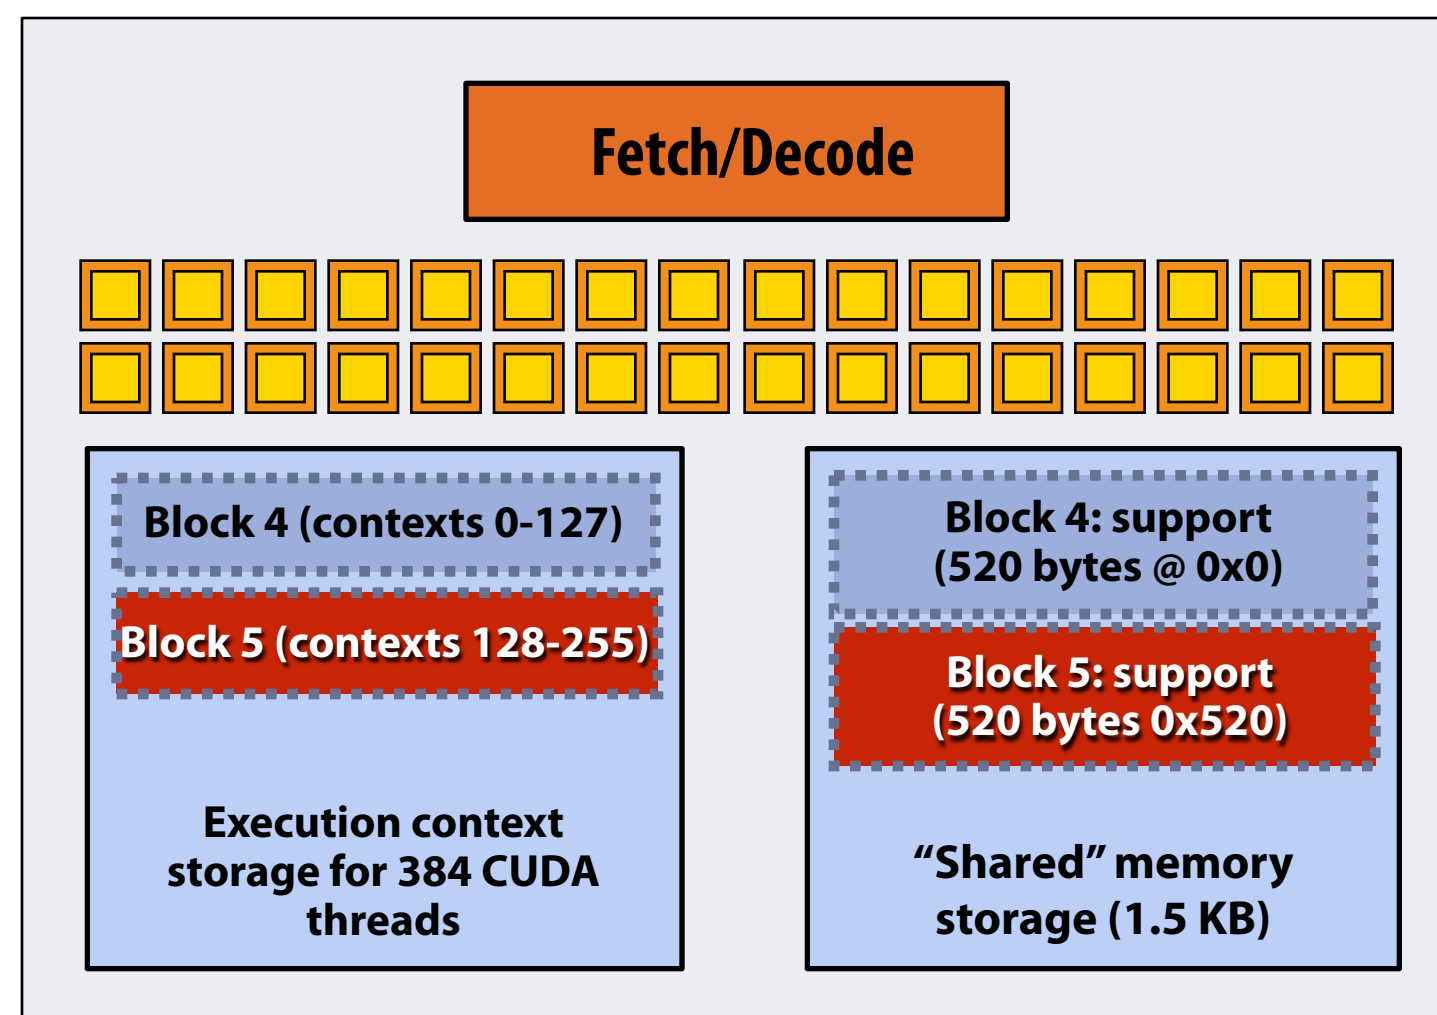 Fetch/Decode
Block 4 (contexts 0-127)
Block 5 (contexts 128-255)
Execution context
storage for 384 CUDA
threads
Block 4: support
(520 bytes @ 0x0)
Block 5: support
(520 bytes 0x520)
“Shared” memory
storage (1.5 KB)